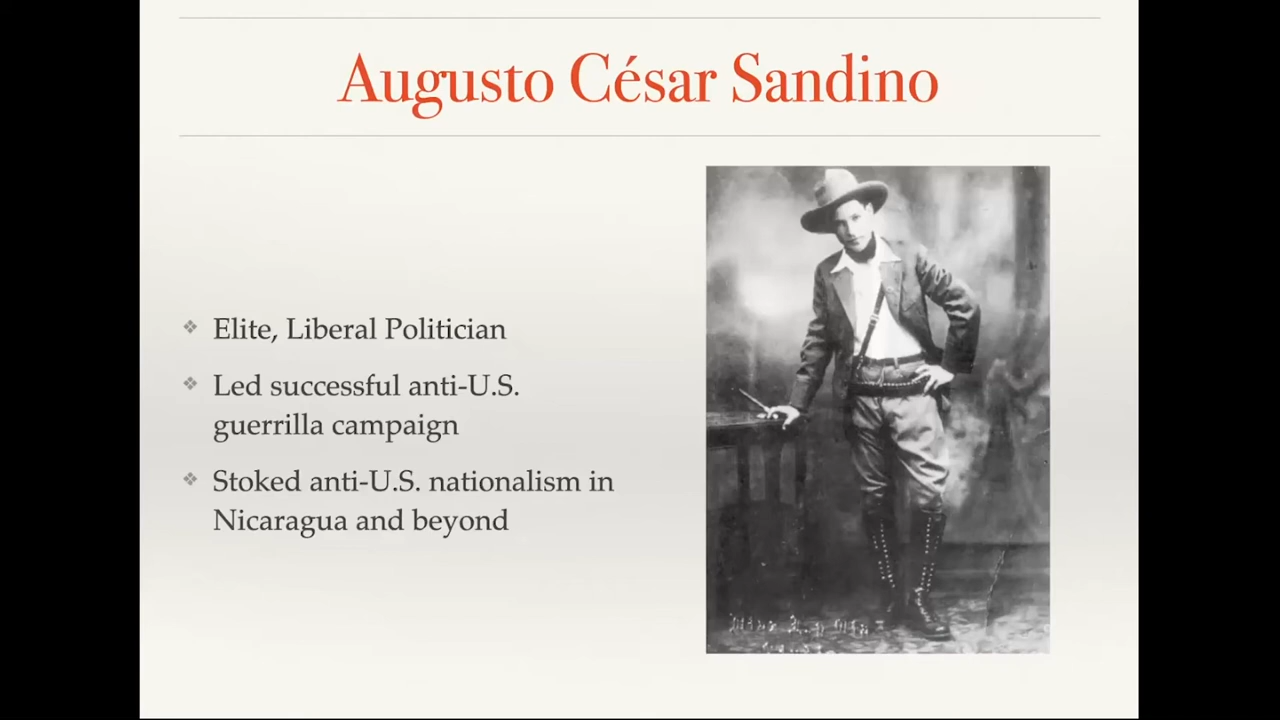 Augusto César Sandino
Elite, Liberal Politician
Led successful anti-U.S.
guerrilla campaign
Stoked anti-U.S. nationalism in
Nicaragua and beyond